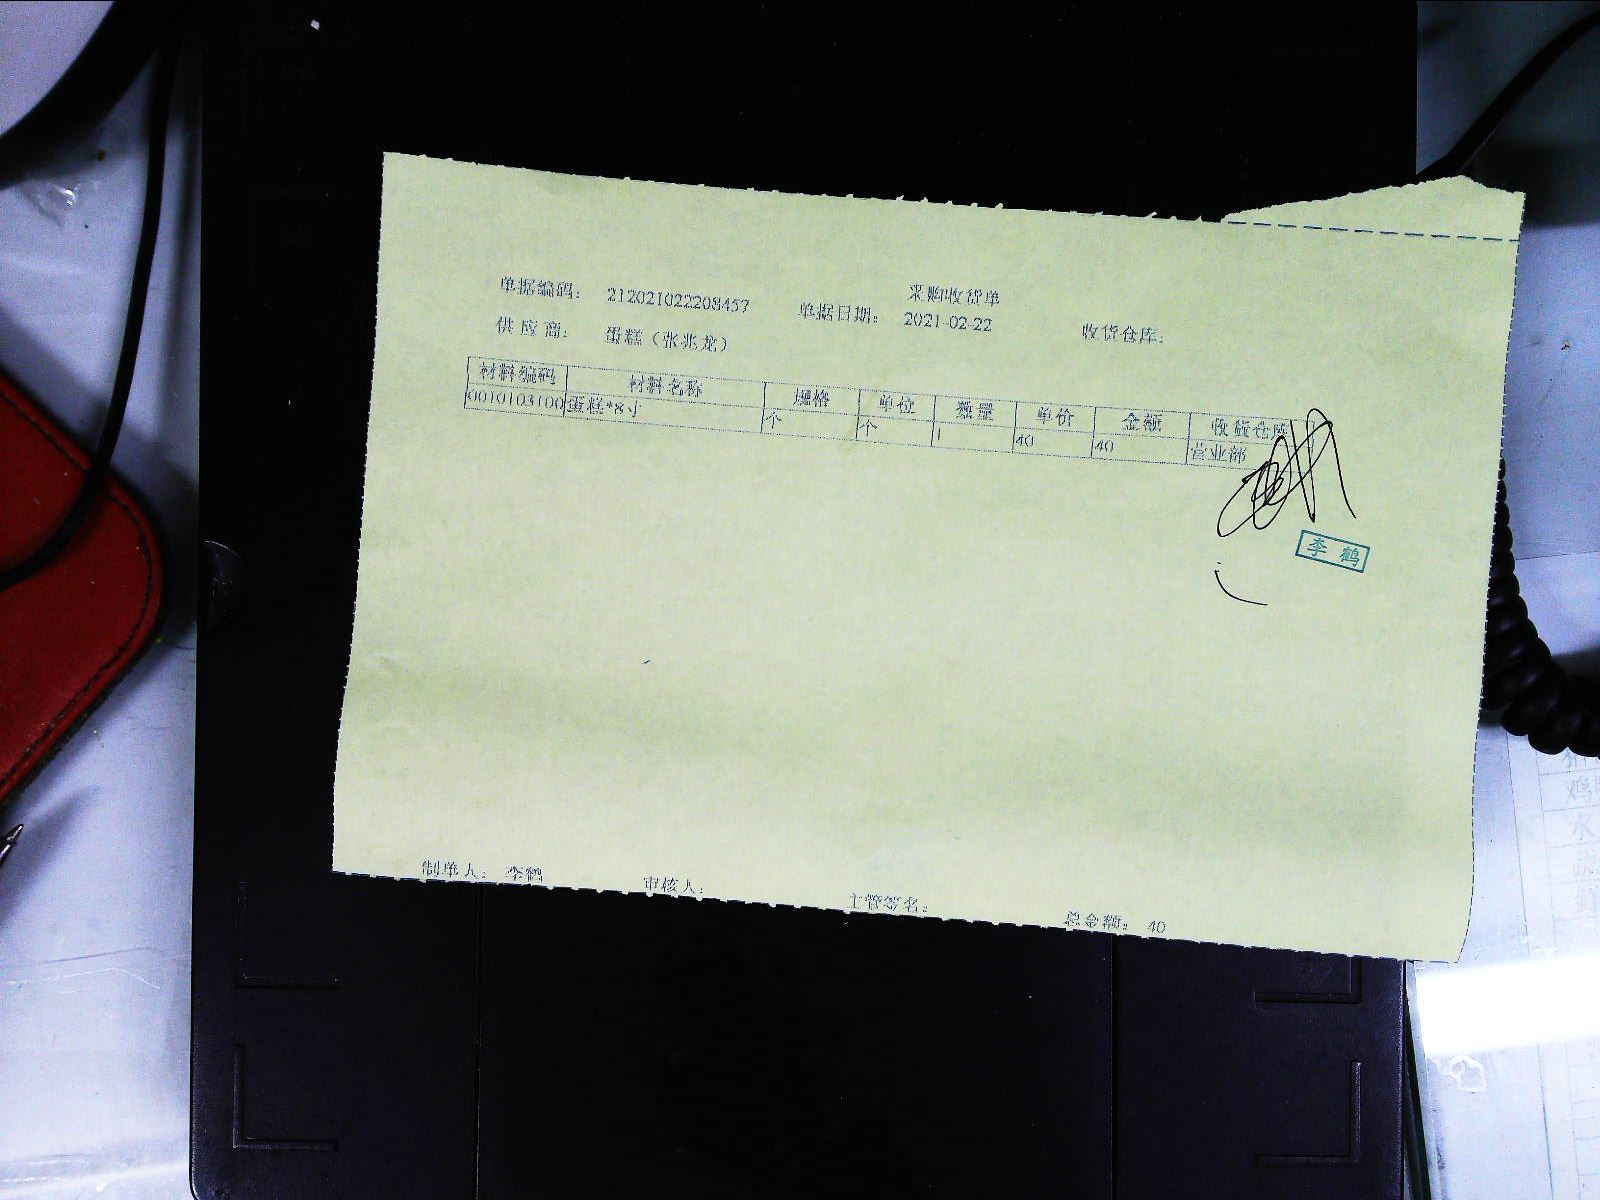 采购收货单
单据编码: 212021022208457 单据日期: 2021-02-22 收货仓库:
供应商: 蛋糕(张兆龙)
材料编码 材料名称 规格 单位 数量 单价 金额 收货仓库
0010103100 蛋糕*8寸 个 个 1 40 40 营业部
李鹤
制单人: 李鹤 审核人: 主管签名: 总金额: 40
鸡
水